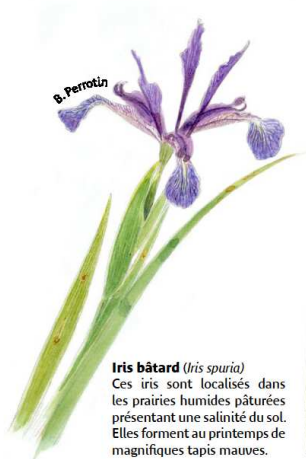 B. Perrotin
Iris bâtard (Iris spuria)
Ces iris sont localisés dans
les prairies humides pâturées
présentant une salinité du sol.
Elles forment au printemps de
magnifiques tapis mauves.